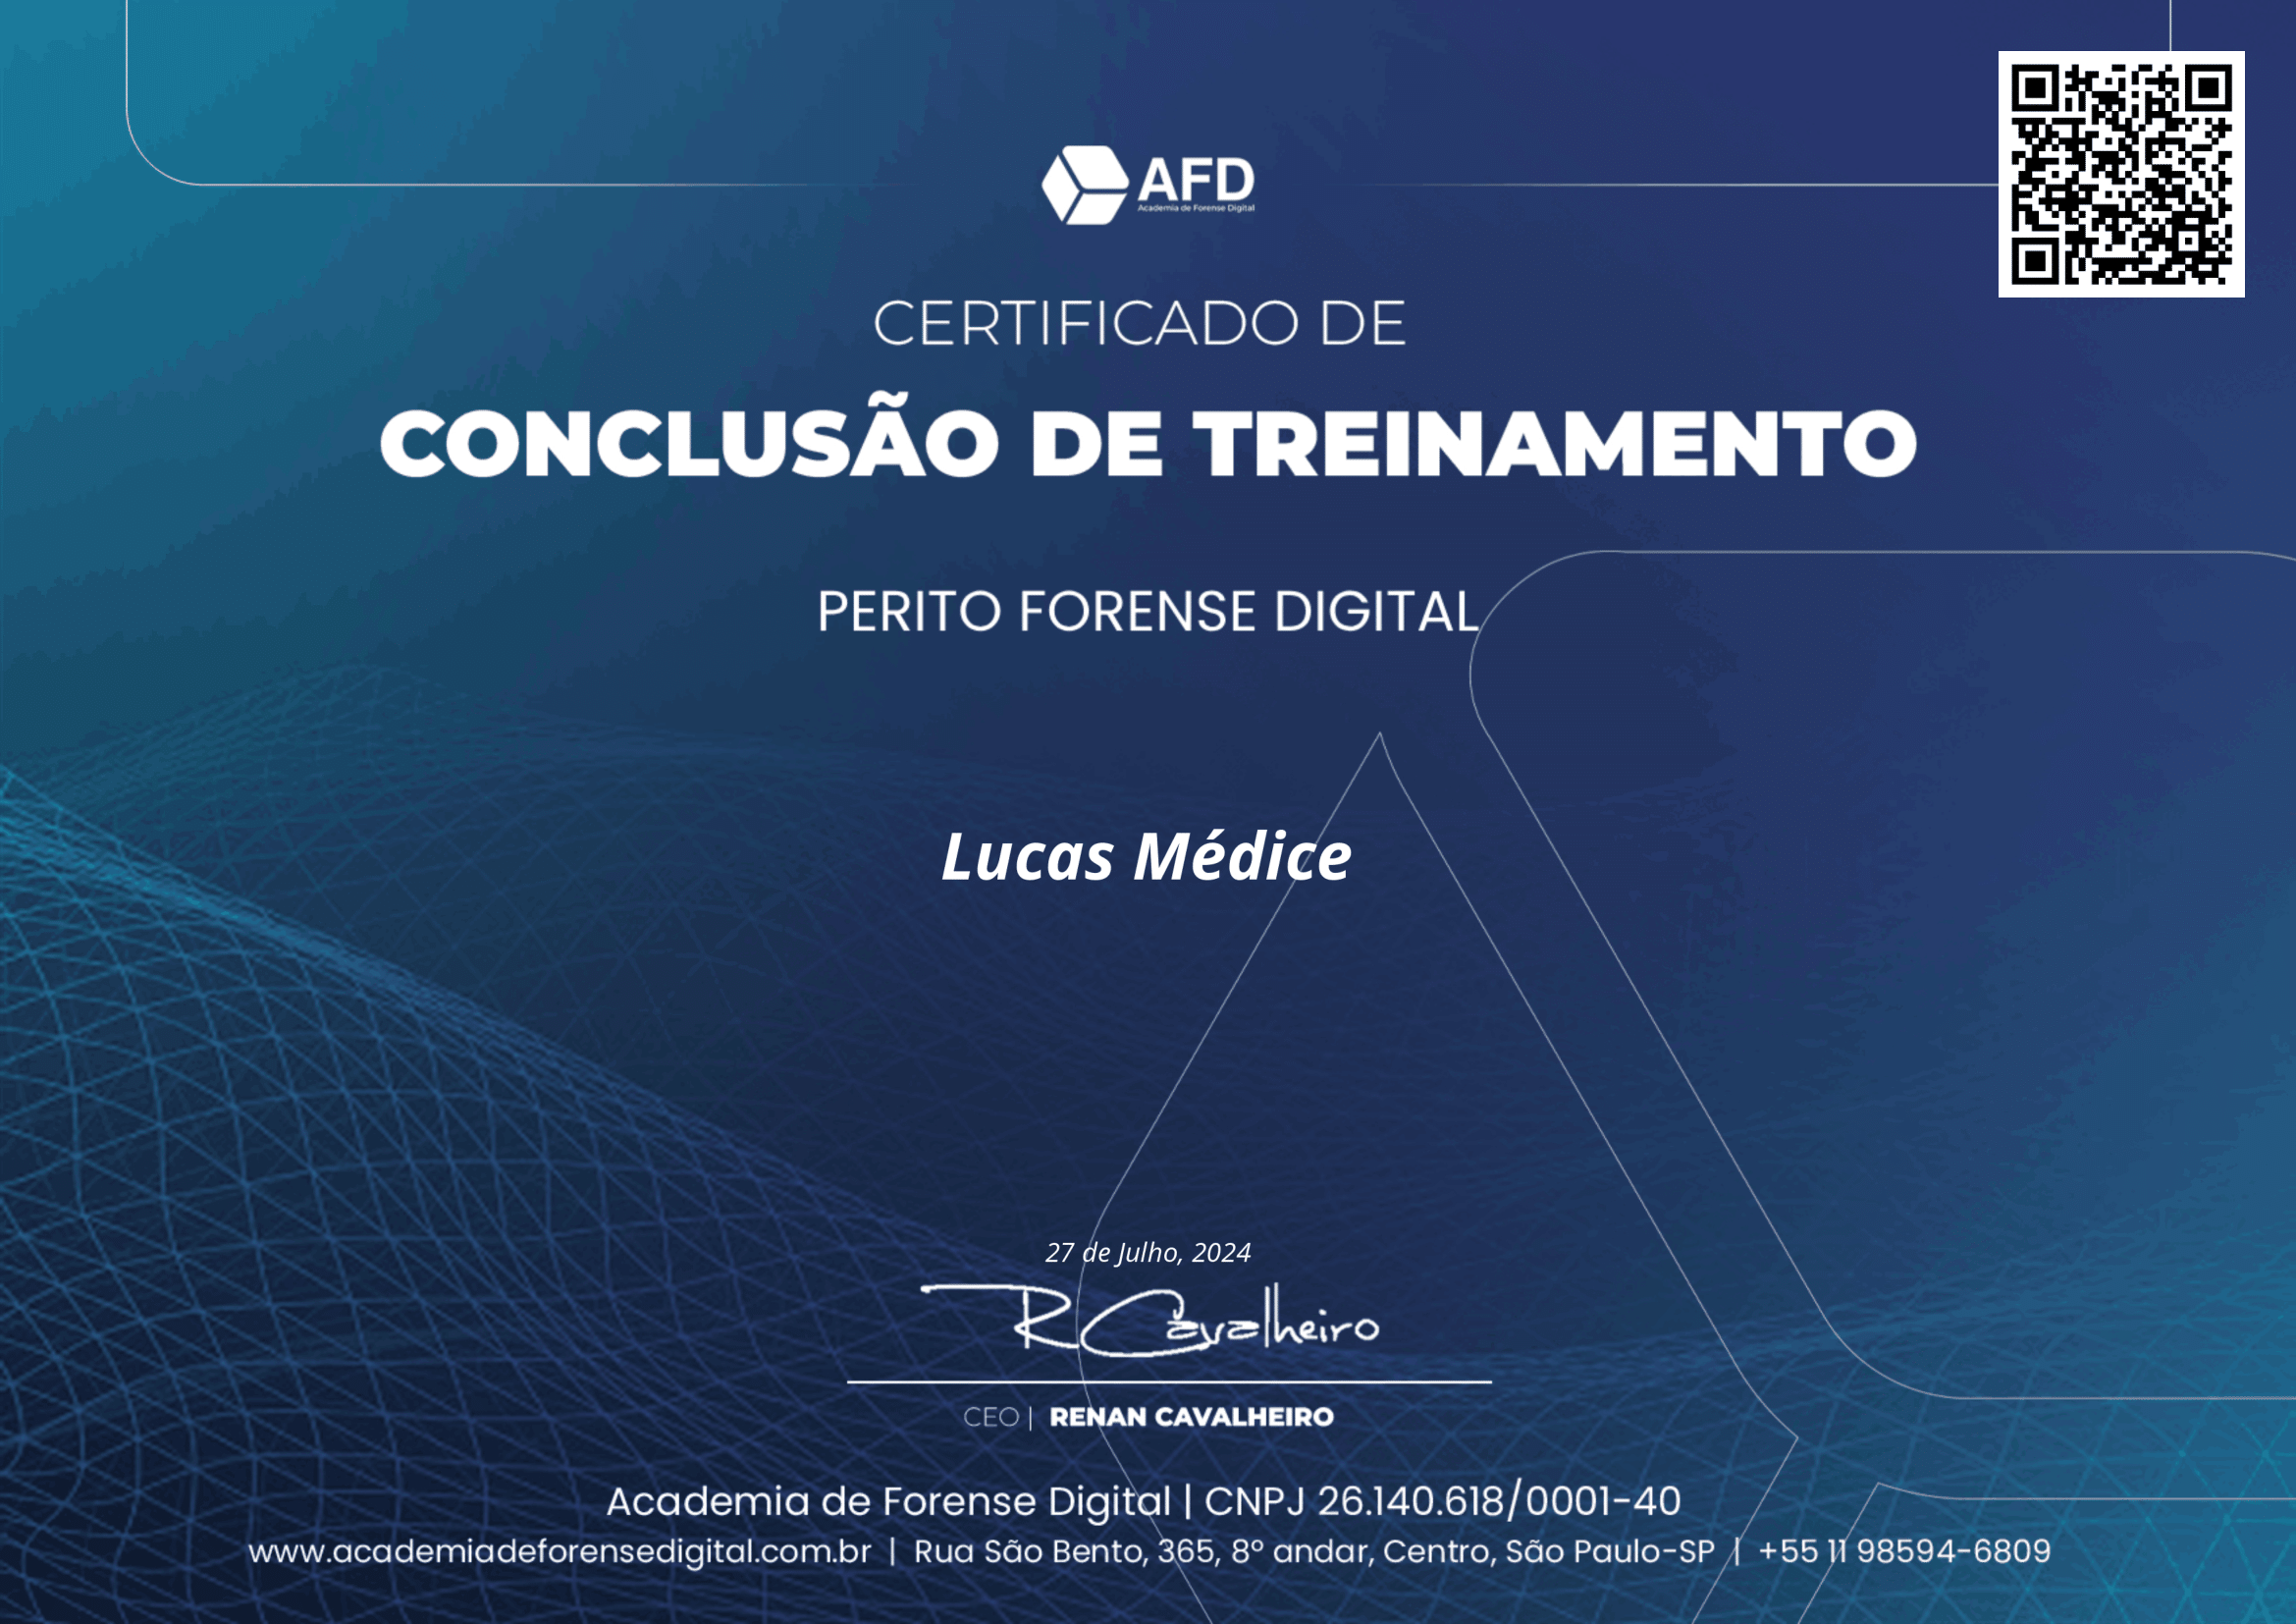 AFD
Academia de Forense Digital
CERTIFICADO DE
CONCLUSÃO DE TREINAMENTO
PERITO FORENSE DIGITAL
Lucas Médice
27 de Julho, 2024
RCavalheiro
CEO | RENAN CAVALHEIRO
Academia de Forense Digital | CNPJ 26.140.618/0001-40
www.academiadeforensedigital.com.br | Rua São Bento, 365, 8º andar, Centro, São Paulo-SP | +55 11 98594-6809